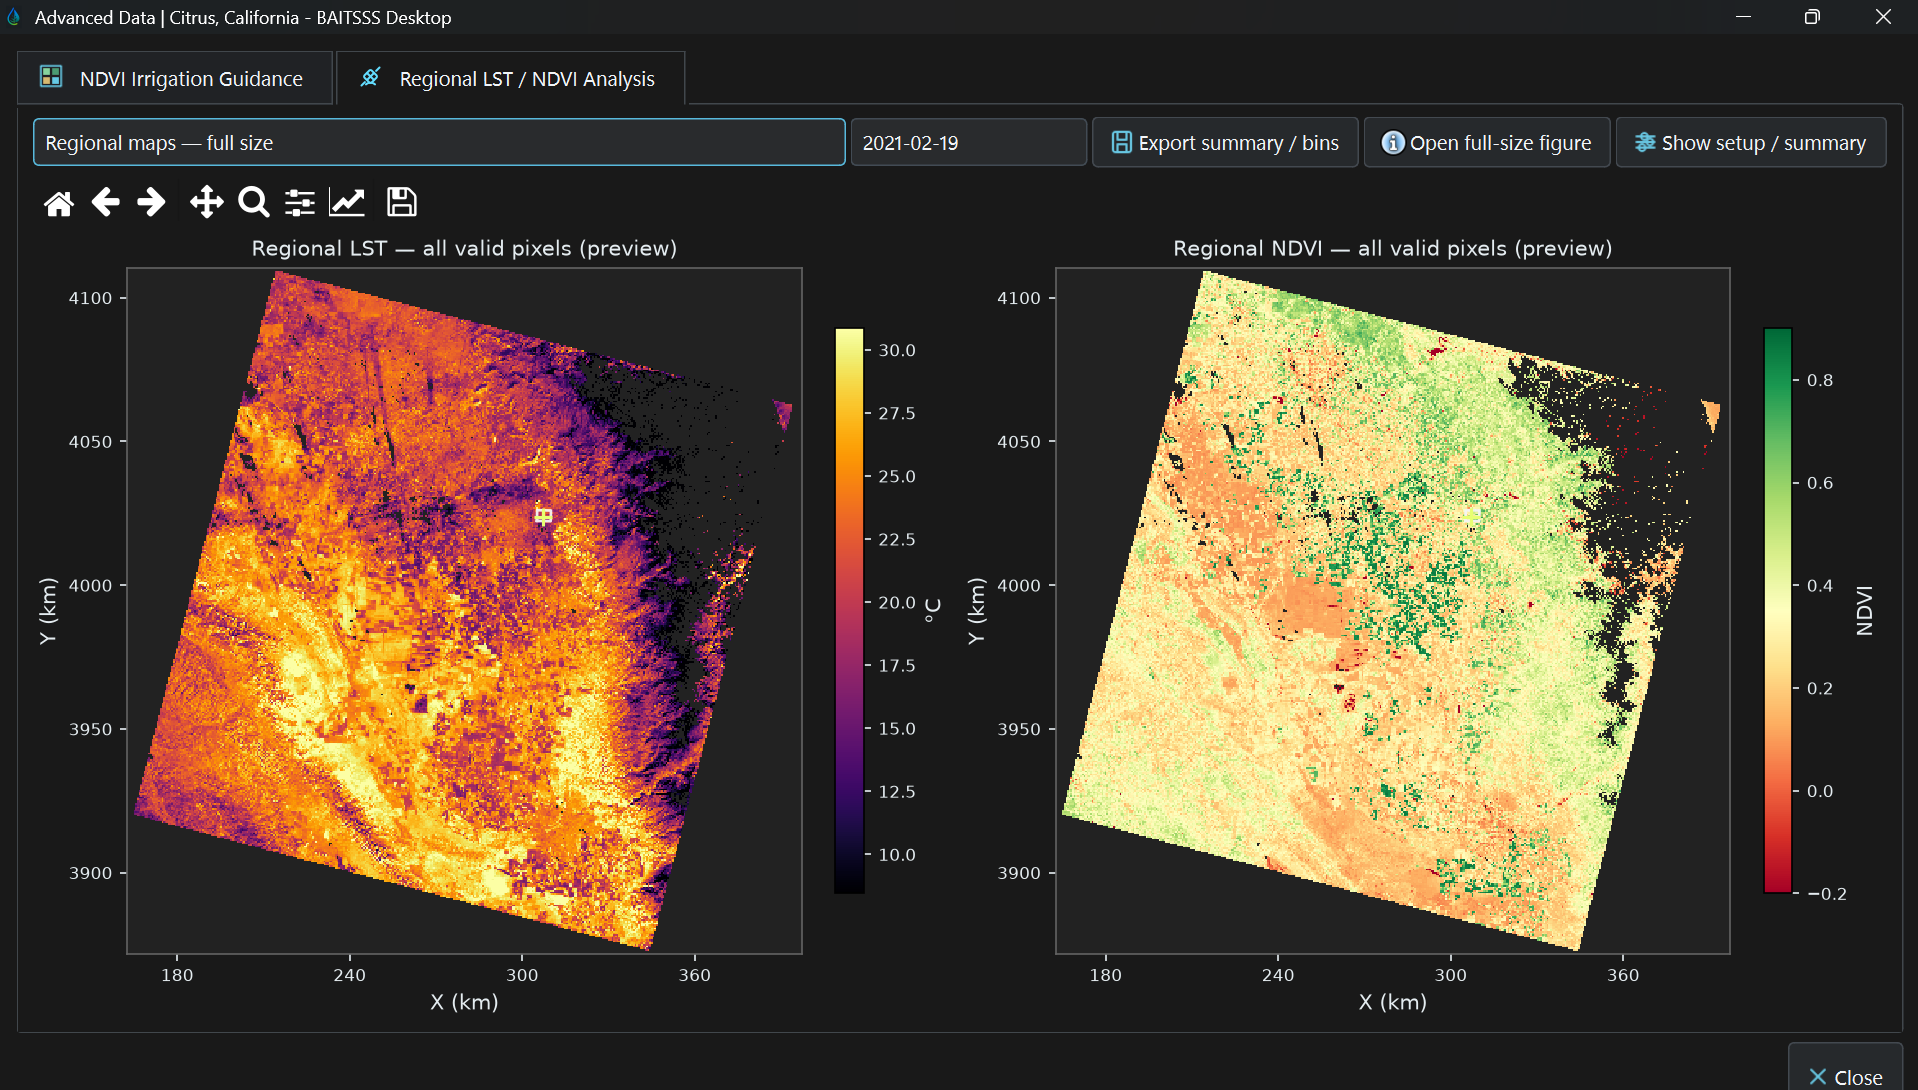 Advanced Data | Citrus, California - BAITSSS Desktop
NDVI Irrigation Guidance
Regional LST / NDVI Analysis
Regional maps — full size
2021-02-19
Export summary / bins
Open full-size figure
Show setup / summary
Regional LST — all valid pixels (preview)
4100
4050
4000
3950
3900
Y (km)
180
240
300
360
X (km)
30.0
27.5
25.0
22.5
20.0
17.5
15.0
12.5
10.0
°C
Regional NDVI — all valid pixels (preview)
4100
4050
4000
3950
3900
Y (km)
180
240
300
360
X (km)
0.8
0.6
0.4
0.2
0.0
−0.2
NDVI
Close